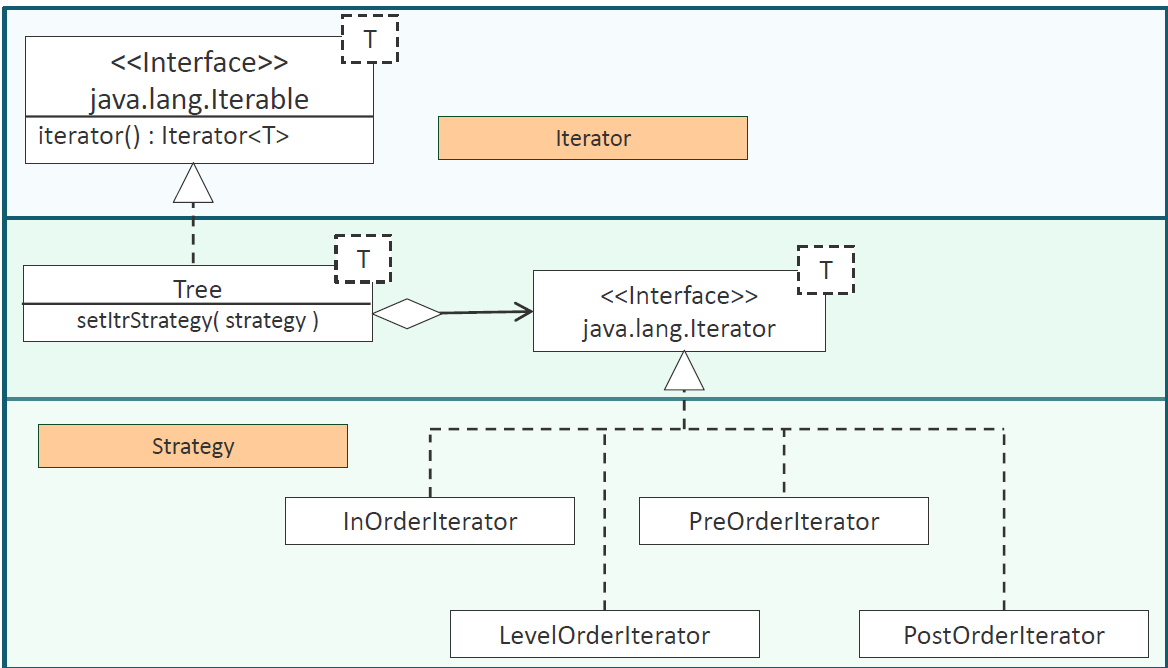 T
<<Interface>>
java.lang.Iterable
iterator() : Iterator<T>
Iterator
T
Tree
setItrStrategy( strategy )
T
<<Interface>>
java.lang.Iterator
Strategy
InOrderIterator
PreOrderIterator
LevelOrderIterator
PostOrderIterator